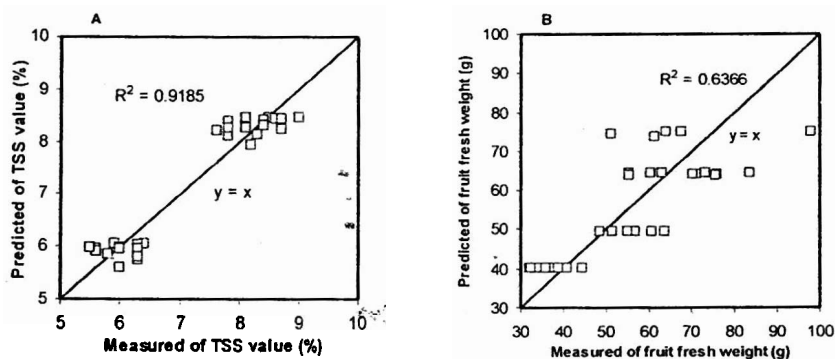 A
Predicted of TSS value (%)
10
9
8
7
6
5
R² = 0.9185
y = x
5 6 7 8 9 10
Measured of TSS value (%)
B
Predicted of fruit fresh weight (g)
100
90
80
70
60
50
40
30
R² = 0.6366
y = x
30 40 50 60 70 80 90 100
Measured of fruit fresh weight (g)